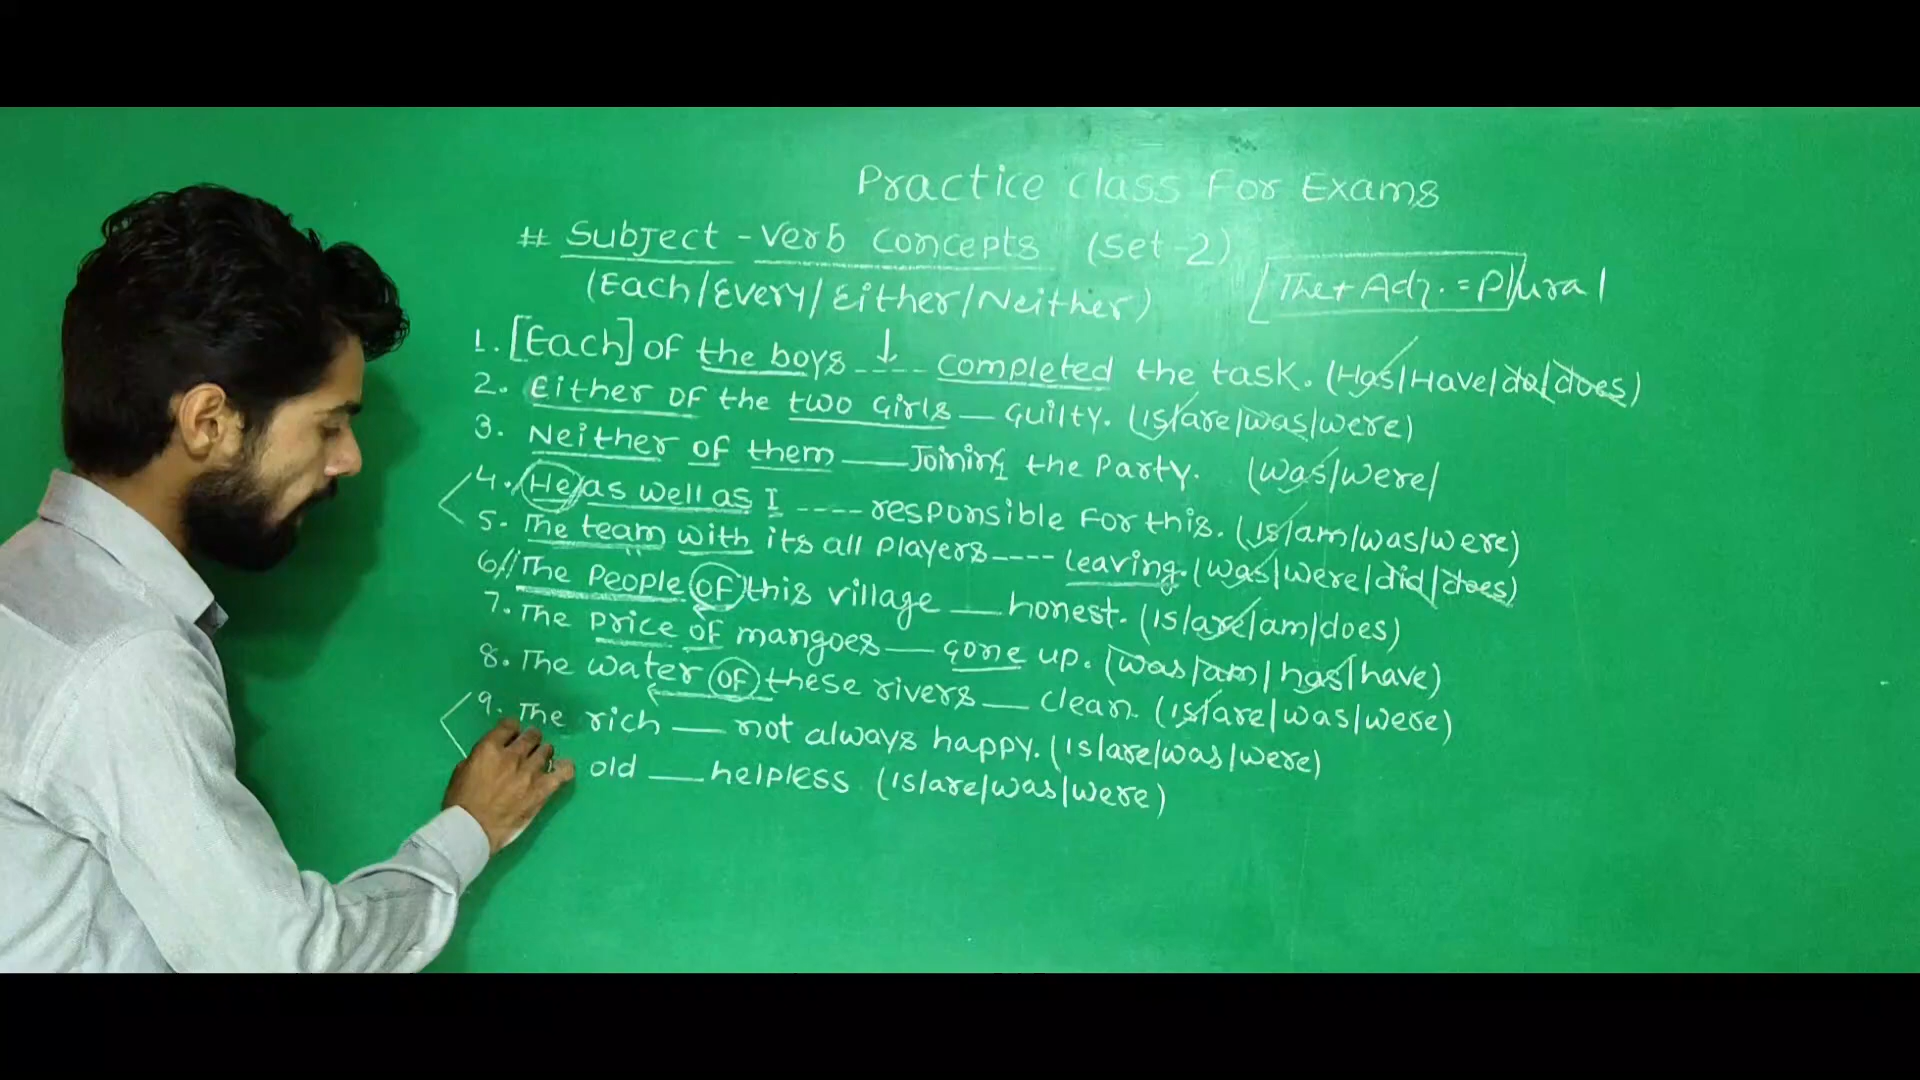 Practice Class For Exams
# Subject-Verb Concepts (Set-2)
(Each/Every/Either/Neither) [The+ Adj. = Plural
1. [Each] of the boys ---- completed the task. (Has/Have/do/does)
2. Either of the two Girls — Guilty. (is/are/was/were)
3. Neither of them — Joining the Party. (was/were/
4. He as well as I ---- responsible for this. (is/am/was/were)
5. The team with its all players ---- leaving. (was/were/did/does)
6. The People of this village — honest. (is/are/am/does)
7. The price of mangoes — gone up. (was/am/has/have)
8. The water of these rivers — clean. (is/are/was/were)
9. The rich — not always happy. (is/are/was/were)
old — helpless (is/are/was/were)